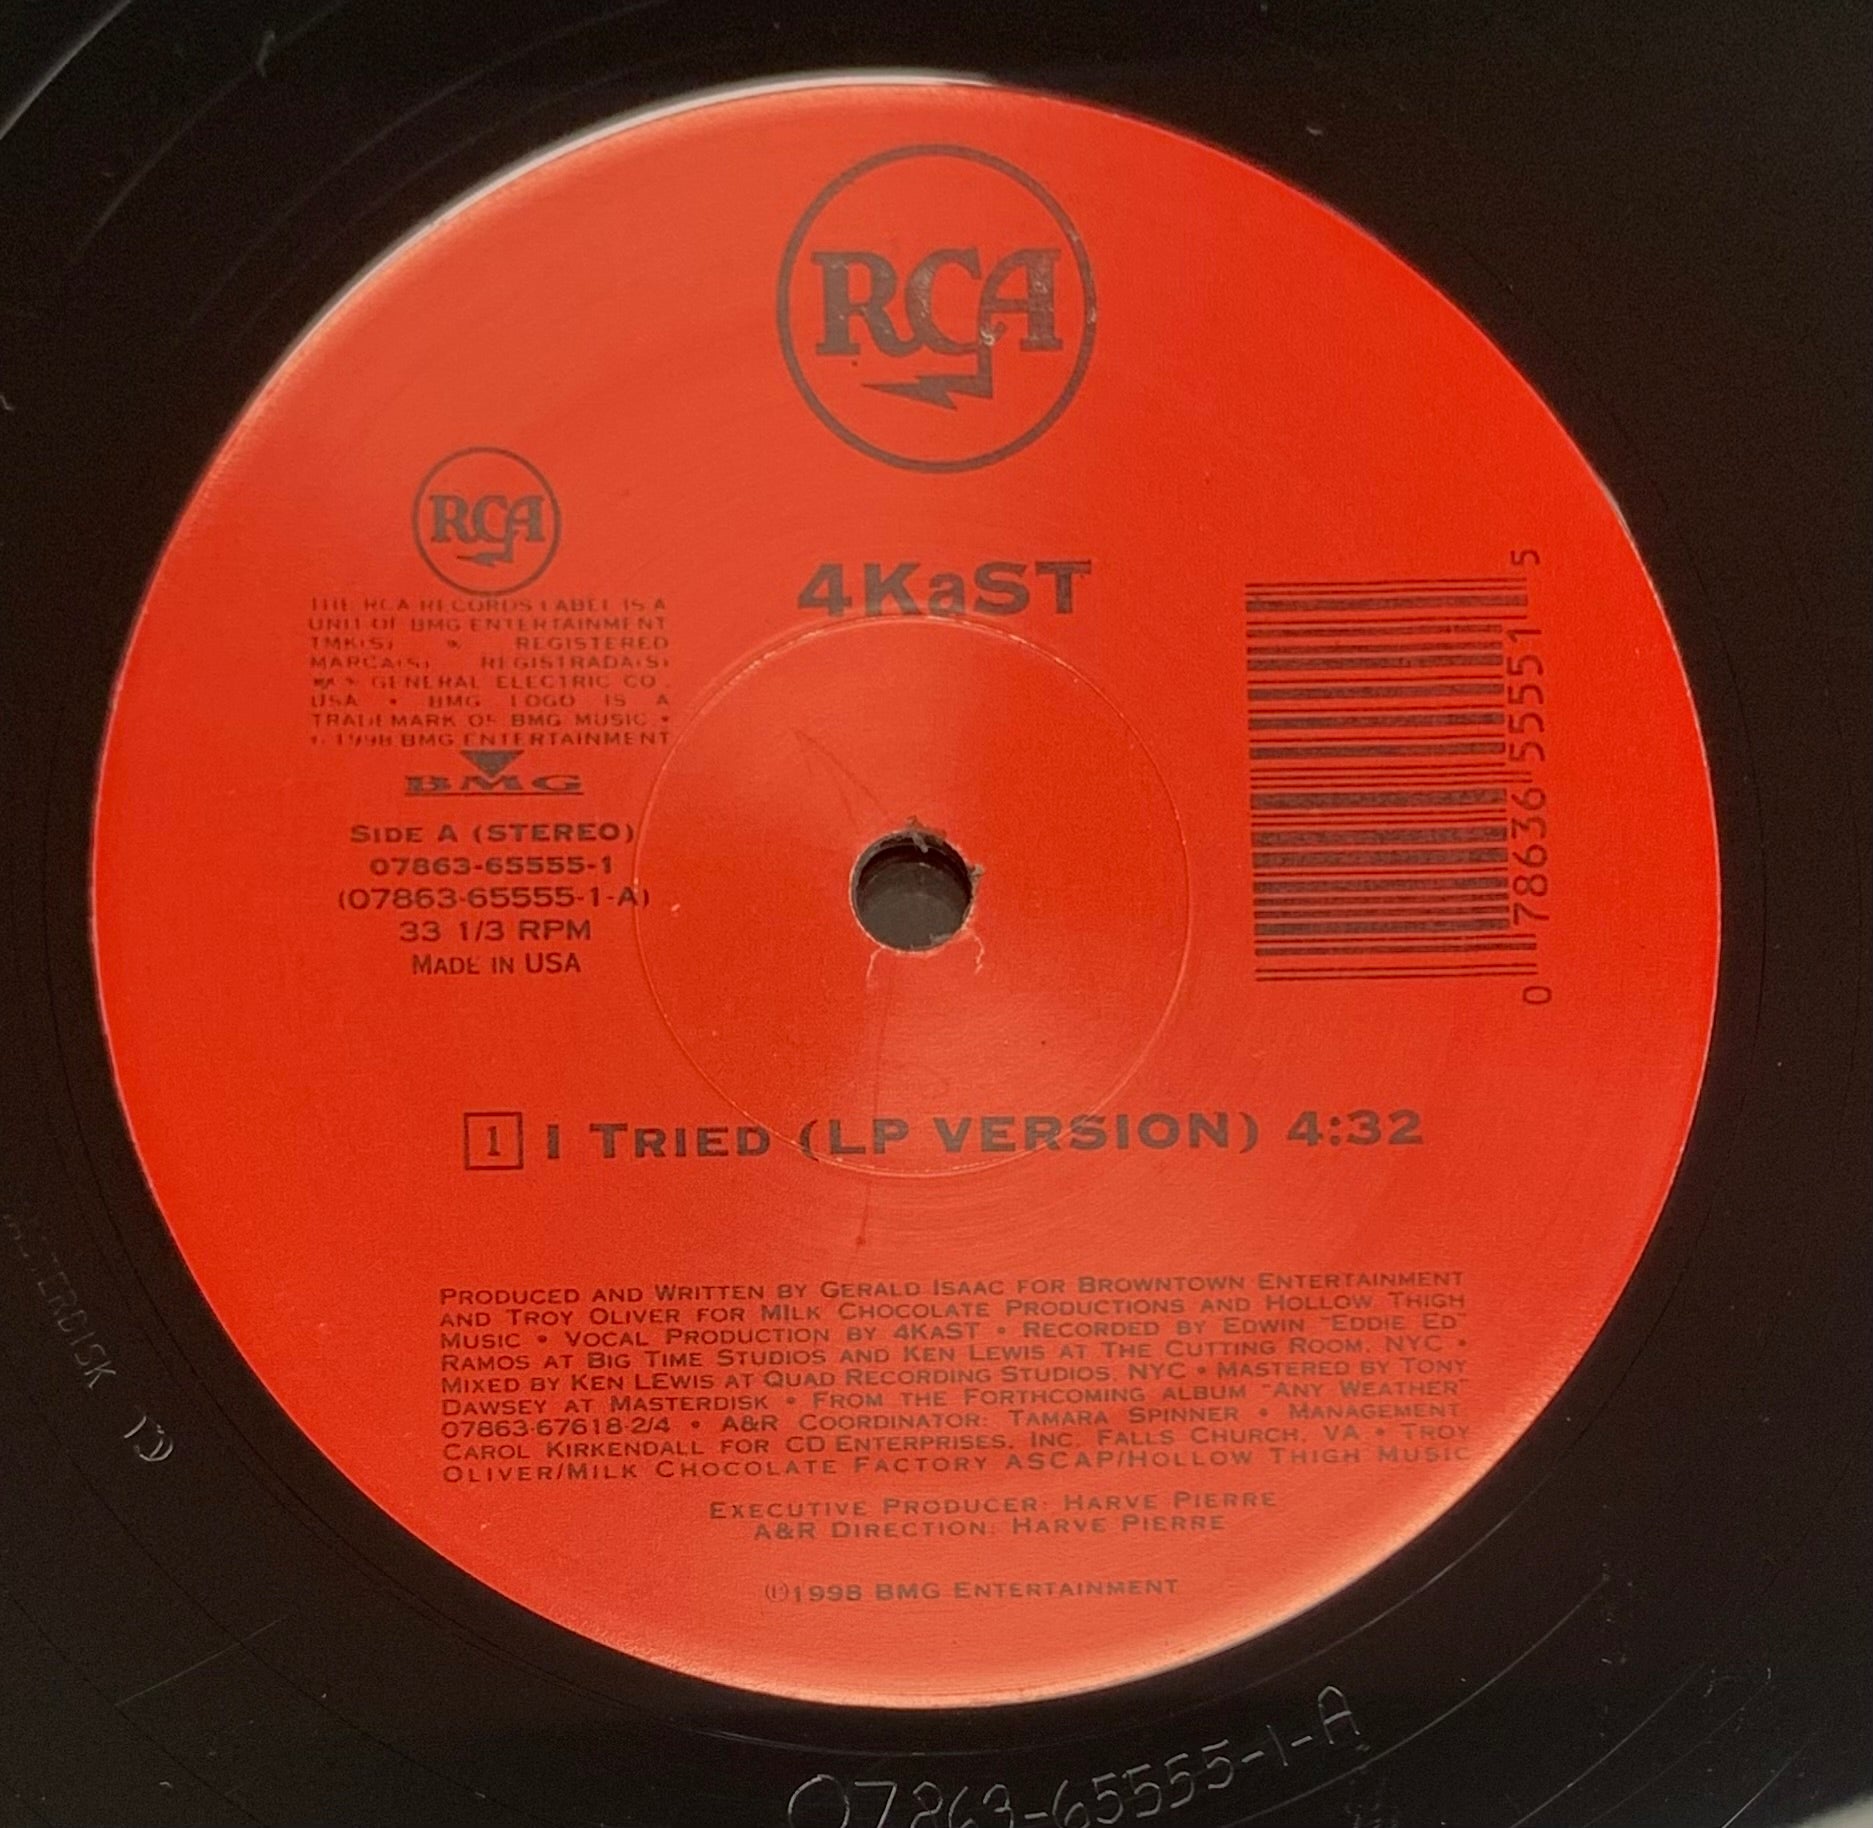 RCA
RCA
THE RCA RECORDS LABEL IS A
UNIT OF BMG ENTERTAINMENT
TMK(S) ® REGISTERED
MARCA(S) REGISTRADA(S)
GENERAL ELECTRIC CO.
USA • BMG LOGO IS A
TRADEMARK OF BMG MUSIC •
© 1998 BMG ENTERTAINMENT
BMG
SIDE A (STEREO)
07863-65555-1
(07863-65555-1-A)
33 1/3 RPM
MADE IN USA
4KaST
0 78636 55551 5
1 I TRIED (LP VERSION) 4:32
PRODUCED AND WRITTEN BY GERALD ISAAC FOR BROWNTOWN ENTERTAINMENT
AND TROY OLIVER FOR MILK CHOCOLATE PRODUCTIONS AND HOLLOW THIGH
MUSIC • VOCAL PRODUCTION BY 4KAST • RECORDED BY EDWIN "EDDIE ED"
RAMOS AT BIG TIME STUDIOS AND KEN LEWIS AT THE CUTTING ROOM, NYC •
MIXED BY KEN LEWIS AT QUAD RECORDING STUDIOS, NYC • MASTERED BY TONY
DAWSEY AT MASTERDISK • FROM THE FORTHCOMING ALBUM "ANY WEATHER"
07863-67618-2/4 • A&R COORDINATOR: TAMARA SPINNER • MANAGEMENT
CAROL KIRKENDALL FOR CD ENTERPRISES, INC. FALLS CHURCH, VA • TROY
OLIVER/MILK CHOCOLATE FACTORY ASCAP/HOLLOW THIGH MUSIC
EXECUTIVE PRODUCER: HARVE PIERRE
A&R DIRECTION: HARVE PIERRE
℗1998 BMG ENTERTAINMENT
MASTERDISK TD
07863-65555-1-A